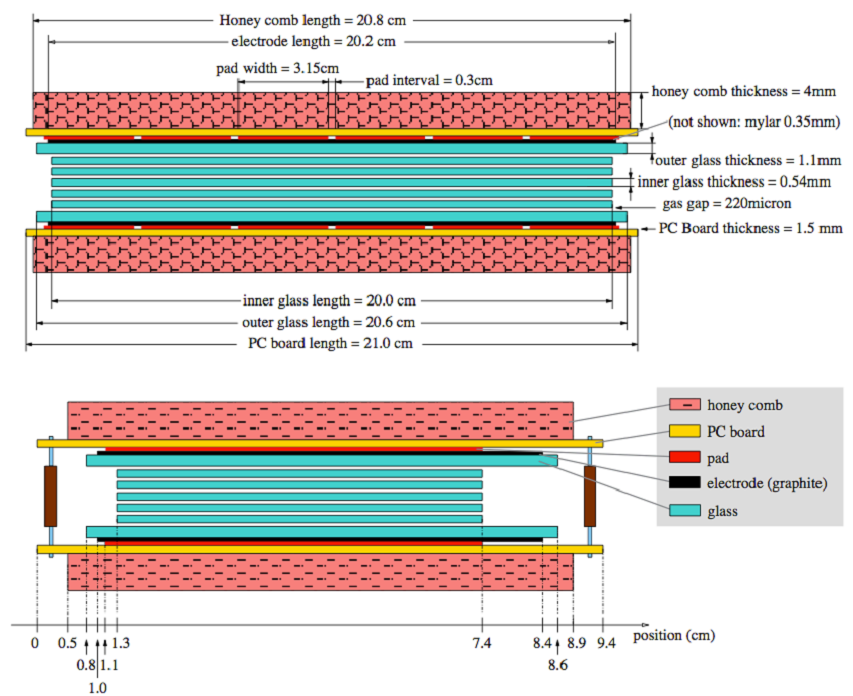 Honey comb length = 20.8 cm
electrode length = 20.2 cm
pad width = 3.15cm
pad interval = 0.3cm
honey comb thickness = 4mm
(not shown: mylar 0.35mm)
outer glass thickness = 1.1mm
inner glass thickness = 0.54mm
gas gap = 220micron
PC Board thickness = 1.5 mm
inner glass length = 20.0 cm
outer glass length = 20.6 cm
PC board length = 21.0 cm
honey comb
PC board
pad
electrode (graphite)
glass
0 0.5 1.3 7.4 8.4 8.9 9.4 position (cm)
0.8 1.1 8.6
1.0